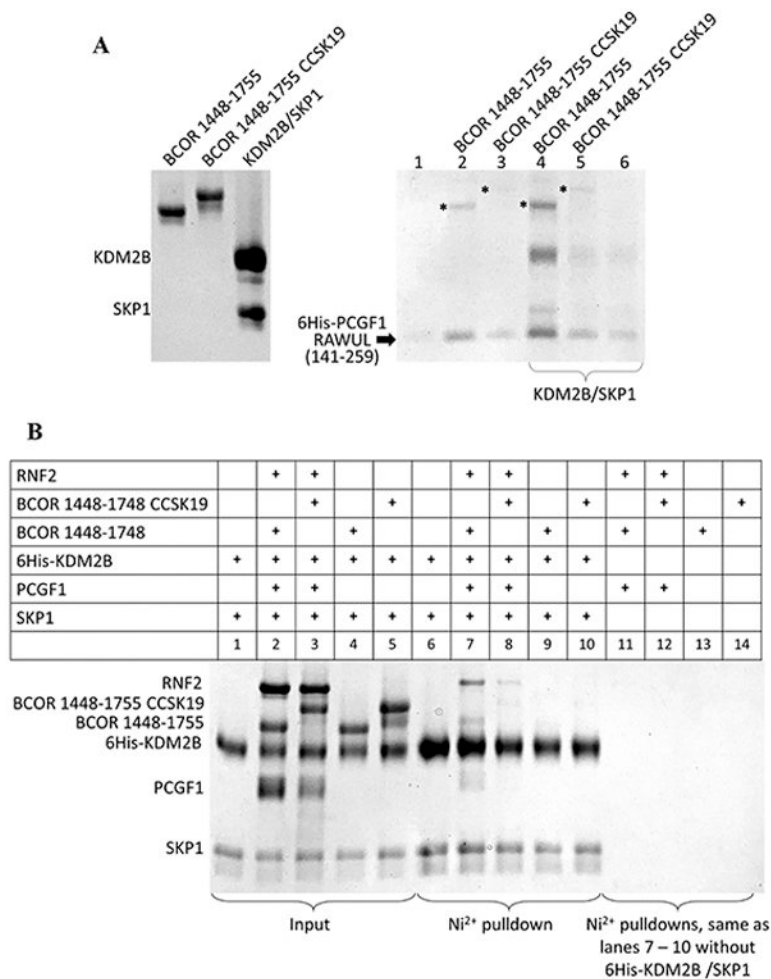 A
BCOR 1448-1755
BCOR 1448-1755 CCSK19
KDM2B/SKP1
BCOR 1448-1755
BCOR 1448-1755 CCSK19
BCOR 1448-1755
BCOR 1448-1755 CCSK19
1 2 3 4 5 6
* * * *
KDM2B
SKP1
6His-PCGF1
RAWUL
(141-259)
KDM2B/SKP1
B
RNF2 + + + + + +
BCOR 1448-1748 CCSK19 + + + + + +
BCOR 1448-1748 + + + + + +
6His-KDM2B + + + + + + + + + +
PCGF1 + + + + + +
SKP1 + + + + + + + + + +
1 2 3 4 5 6 7 8 9 10 11 12 13 14
RNF2
BCOR 1448-1755 CCSK19
BCOR 1448-1755
6His-KDM2B
PCGF1
SKP1
Input
Ni²⁺ pulldown
Ni²⁺ pulldowns, same as
lanes 7 – 10 without
6His-KDM2B /SKP1